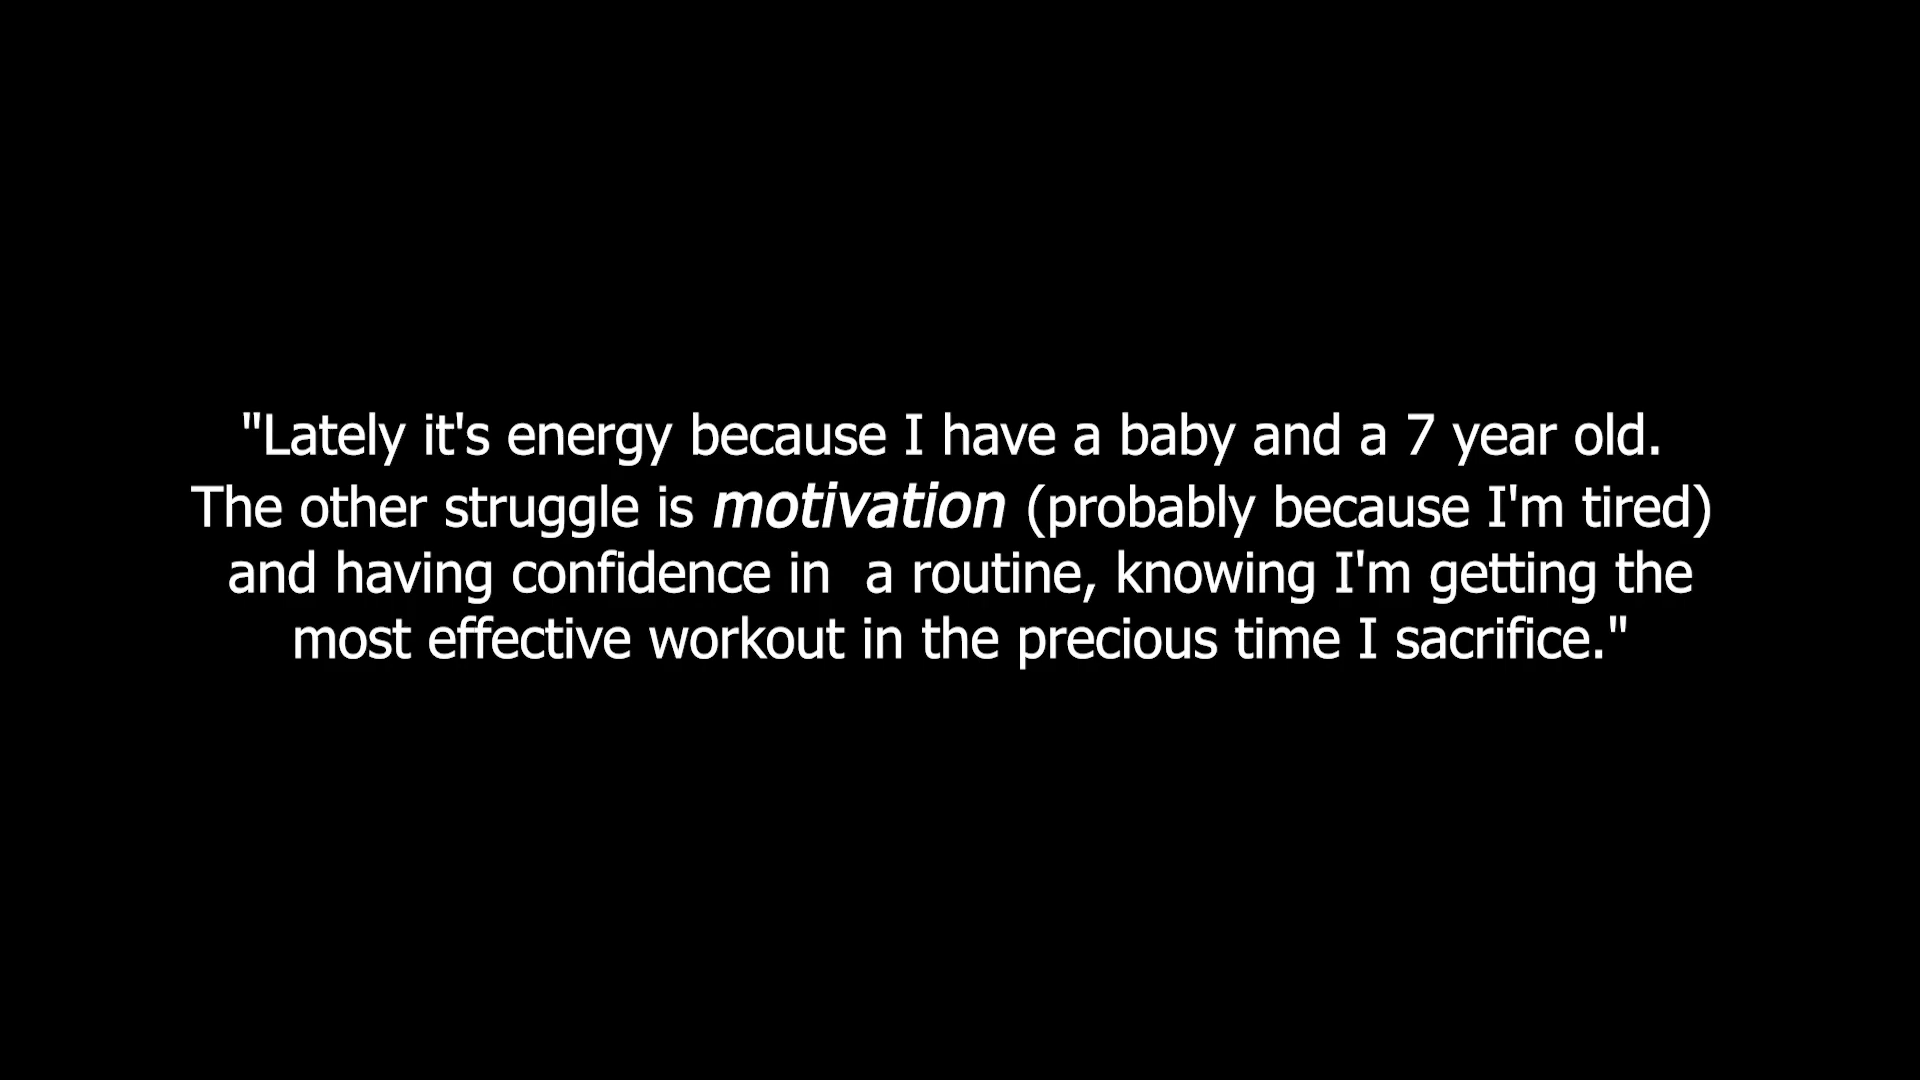 "Lately it's energy because I have a baby and a 7 year old.
The other struggle is motivation (probably because I'm tired)
and having confidence in  a routine, knowing I'm getting the
most effective workout in the precious time I sacrifice."